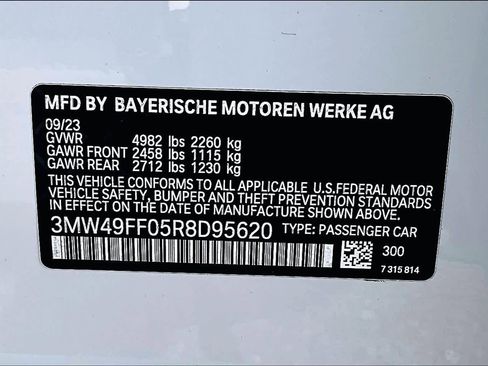 MFD BY BAYERISCHE MOTOREN WERKE AG
09/23
GVWR 4982 lbs 2260 kg
GAWR FRONT 2458 lbs 1115 kg
GAWR REAR 2712 lbs 1230 kg
THIS VEHICLE CONFORMS TO ALL APPLICABLE U.S.FEDERAL MOTOR
VEHICLE SAFETY, BUMPER AND THEFT PREVENTION STANDARDS
IN EFFECT ON THE DATE OF MANUFACTURE SHOWN ABOVE.
3MW49FF05R8D95620 TYPE: PASSENGER CAR
300
7 315 814